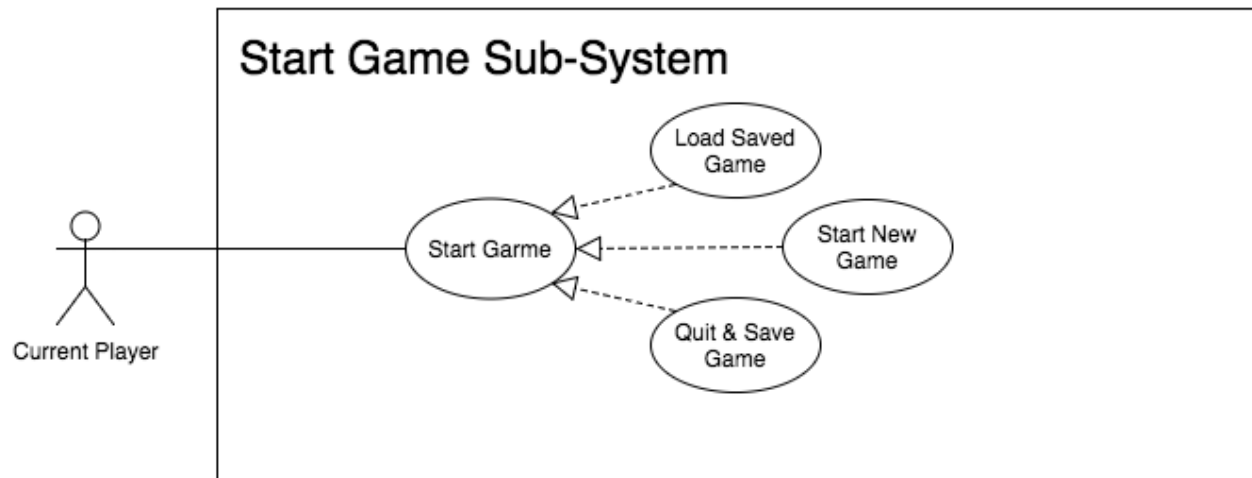 Start Game Sub-System
Load Saved
Game
Start Garme
Start New
Game
Quit & Save
Game
Current Player